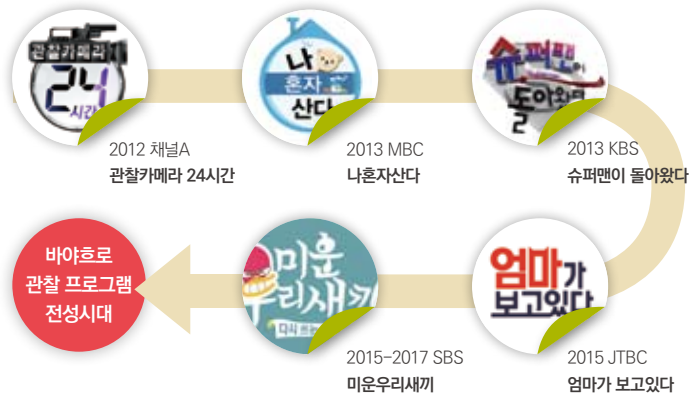 관찰카메라
24
시간
나
혼자
산다
슈퍼맨이
돌아왔다
2012 채널A
관찰카메라 24시간
2013 MBC
나혼자산다
2013 KBS
슈퍼맨이 돌아왔다
바야흐로
관찰 프로그램
전성시대
미운
우리새끼
다시 쓰는
2015-2017 SBS
미운우리새끼
엄마가
보고있다
2015 JTBC
엄마가 보고있다